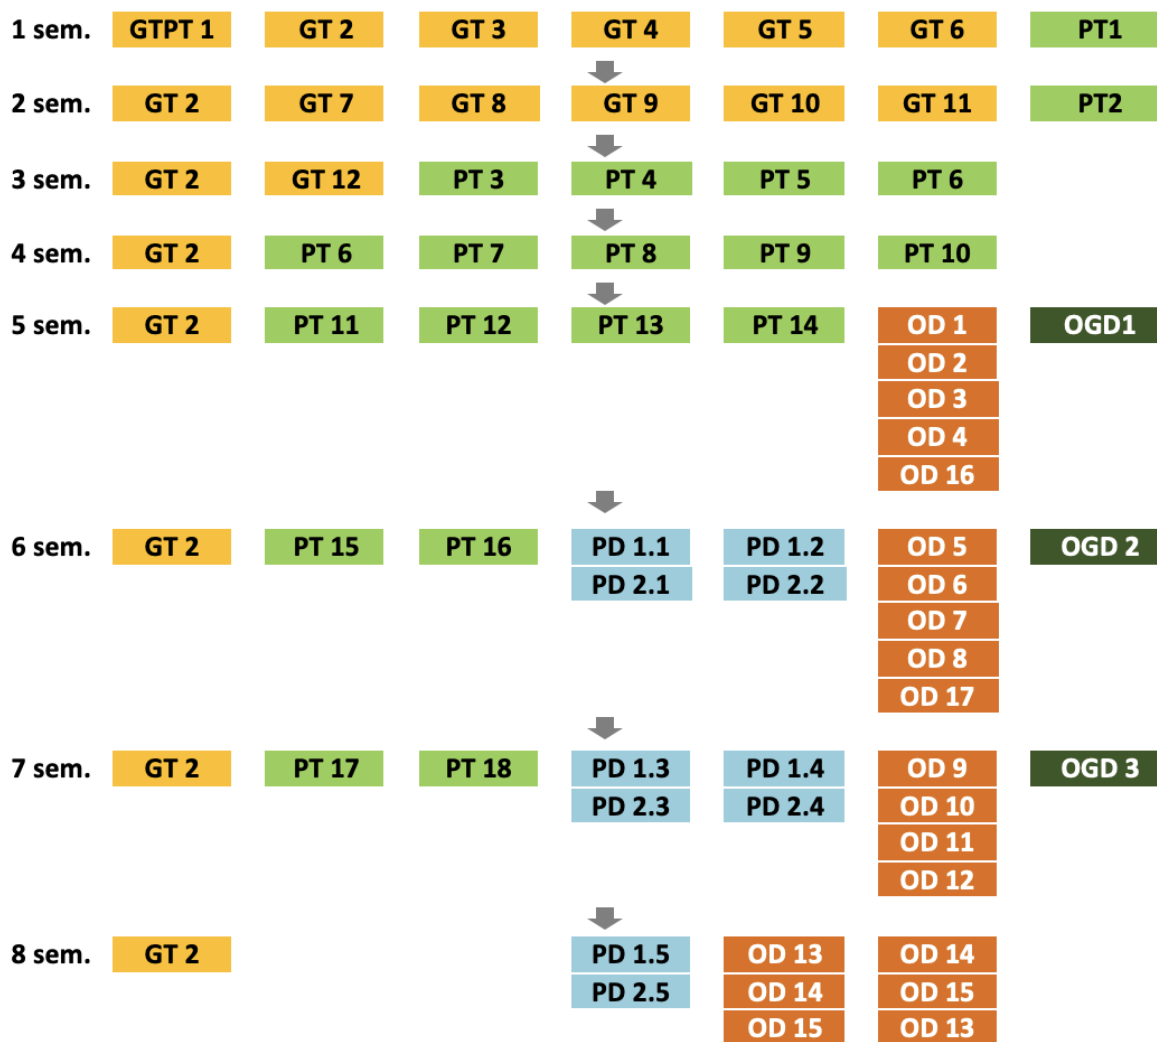 1 sem. GTPT 1 GT 2 GT 3 GT 4 GT 5 GT 6 PT1
2 sem. GT 2 GT 7 GT 8 GT 9 GT 10 GT 11 PT2
3 sem. GT 2 GT 12 PT 3 PT 4 PT 5 PT 6
4 sem. GT 2 PT 6 PT 7 PT 8 PT 9 PT 10
5 sem. GT 2 PT 11 PT 12 PT 13 PT 14 OD 1 OGD1
OD 2
OD 3
OD 4
OD 16
6 sem. GT 2 PT 15 PT 16 PD 1.1 PD 1.2 OD 5 OGD 2
PD 2.1 PD 2.2 OD 6
OD 7
OD 8
OD 17
7 sem. GT 2 PT 17 PT 18 PD 1.3 PD 1.4 OD 9 OGD 3
PD 2.3 PD 2.4 OD 10
OD 11
OD 12
8 sem. GT 2 PD 1.5 OD 13 OD 14
PD 2.5 OD 14 OD 15
OD 15 OD 13